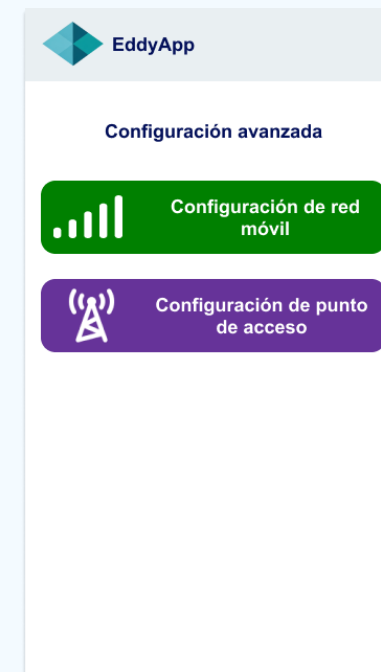 EddyApp
Configuración avanzada
Configuración de red
móvil
Configuración de punto
de acceso